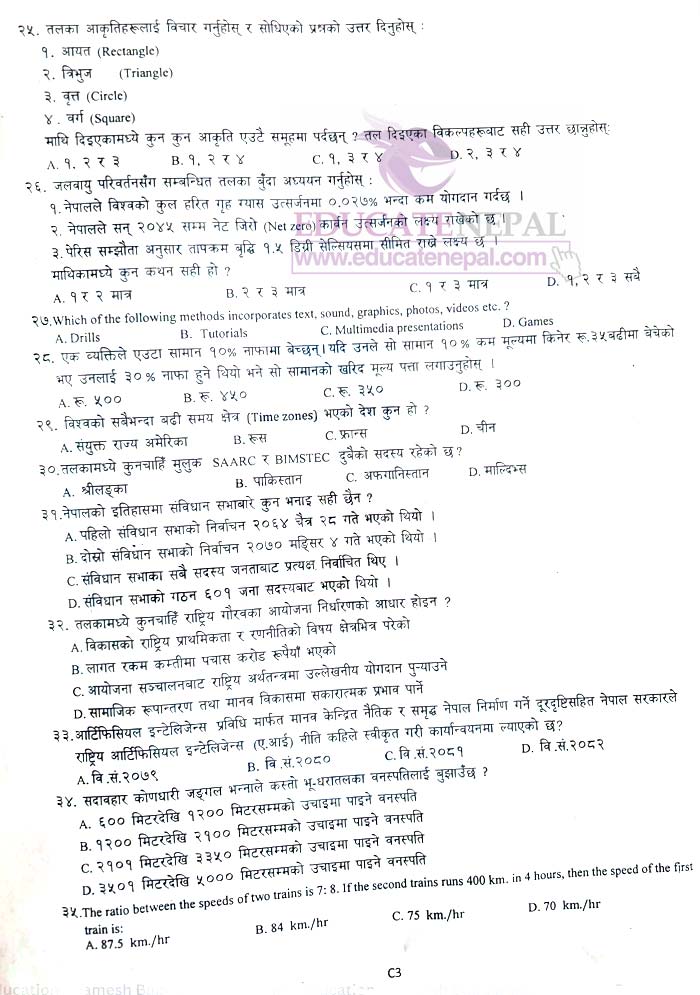 २५. तलका आकृतिहरूलाई विचार गर्नुहोस् र सोधिएको प्रश्नको उत्तर दिनुहोस् :
१. आयत (Rectangle)
२. त्रिभुज (Triangle)
३. वृत्त (Circle)
४. वर्ग (Square)
माथि दिइएकामध्ये कुन कुन आकृति एउटै समूहमा पर्दछन् ? तल दिइएका विकल्पहरूबाट सही उत्तर छान्नुहोस्:
A. १, २ र ३ B. १, २ र ४ C. १, ३ र ४ D. २, ३ र ४
२६. जलवायु परिवर्तनसँग सम्बन्धित तलका बुँदा अध्ययन गर्नुहोस् :
१. नेपालले विश्वको कुल हरित गृह ग्यास उत्सर्जनमा ०.०२७% भन्दा कम योगदान गर्दछ ।
२. नेपालले सन् २०४५ सम्म नेट जिरो (Net zero) कार्बन उत्सर्जनको लक्ष्य राखेको छ ।
३. पेरिस सम्झौता अनुसार तापक्रम वृद्धि १.५ डिग्री सेल्सियसमा सीमित राख्ने लक्ष्य छ ।
माथिकामध्ये कुन कथन सही हो ?
A. १ र २ मात्र B. २ र ३ मात्र C. १ र ३ मात्र D. १, २ र ३ सबै
EDUCATENEPAL
www.educatenepal.com
२७.Which of the following methods incorporates text, sound, graphics, photos, videos etc. ?
A. Drills B. Tutorials C. Multimedia presentations D. Games
२८. एक व्यक्तिले एउटा सामान १०% नाफामा बेच्छन्। यदि उनले सो सामान १०% कम मूल्यमा किनेर रू.३५बढीमा बेचेको
भए उनलाई ३०% नाफा हुने थियो भने सो सामानको खरिद मूल्य पत्ता लगाउनुहोस् ।
A. रू. ५०० B. रू. ४५० C. रू. ३५० D. रू. ३००
२९. विश्वको सबैभन्दा बढी समय क्षेत्र (Time zones) भएको देश कुन हो ?
A. संयुक्त राज्य अमेरिका B. रूस C. फ्रान्स D. चीन
३०.तलकामध्ये कुनचाहिँ मुलुक SAARC र BIMSTEC दुबैको सदस्य रहेको छ?
A. श्रीलङ्का B. पाकिस्तान C. अफगानिस्तान D. माल्दिभ्स
३१.नेपालको इतिहासमा संविधान सभाबारे कुन भनाइ सही छैन ?
A. पहिलो संविधान सभाको निर्वाचन २०६४ चैत्र २८ गते भएको थियो ।
B. दोस्रो संविधान सभाको निर्वाचन २०७० मङ्सिर ४ गते भएको थियो ।
C. संविधान सभाका सबै सदस्य जनताबाट प्रत्यक्ष निर्वाचित थिए ।
D. संविधान सभाको गठन ६०१ जना सदस्यबाट भएको थियो ।
३२. तलकामध्ये कुनचाहिँ राष्ट्रिय गौरवका आयोजना निर्धारणको आधार होइन ?
A. विकासको राष्ट्रिय प्राथमिकता र रणनीतिको विषय क्षेत्रभित्र परेको
B. लागत रकम कम्तीमा पचास करोड रूपैयाँ भएको
C. आयोजना सञ्चालनबाट राष्ट्रिय अर्थतन्त्रमा उल्लेखनीय योगदान पुर्‍याउने
D. सामाजिक रूपान्तरण तथा मानव विकासमा सकारात्मक प्रभाव पार्ने
३३.आर्टिफिसियल इन्टेलिजेन्स प्रविधि मार्फत मानव केन्द्रित नैतिक र समृद्ध नेपाल निर्माण गर्ने दूरदृष्टिसहित नेपाल सरकारले
राष्ट्रिय आर्टिफिसियल इन्टेलिजेन्स (ए.आई) नीति कहिले स्वीकृत गरी कार्यान्वयनमा ल्याएको छ?
A. वि.सं.२०७९ B. वि.सं.२०८० C. वि.सं.२०८१ D. वि.सं.२०८२
३४. सदावहार कोणधारी जङ्गल भन्नाले कस्तो भू-धरातलका वनस्पतिलाई बुझाउँछ ?
A. ६०० मिटरदेखि १२०० मिटरसम्मको उचाइमा पाइने वनस्पति
B. १२०० मिटरदेखि २१०० मिटरसम्मको उचाइमा पाइने वनस्पति
C. २१०१ मिटरदेखि ३३५० मिटरसम्मको उचाइमा पाइने वनस्पति
D. ३५०१ मिटरदेखि ५००० मिटरसम्मको उचाइमा पाइने वनस्पति
३५.The ratio between the speeds of two trains is 7: 8. If the second trains runs 400 km. in 4 hours, then the speed of the first
train is:
A. 87.5 km./hr B. 84 km./hr C. 75 km./hr D. 70 km./hr
C3